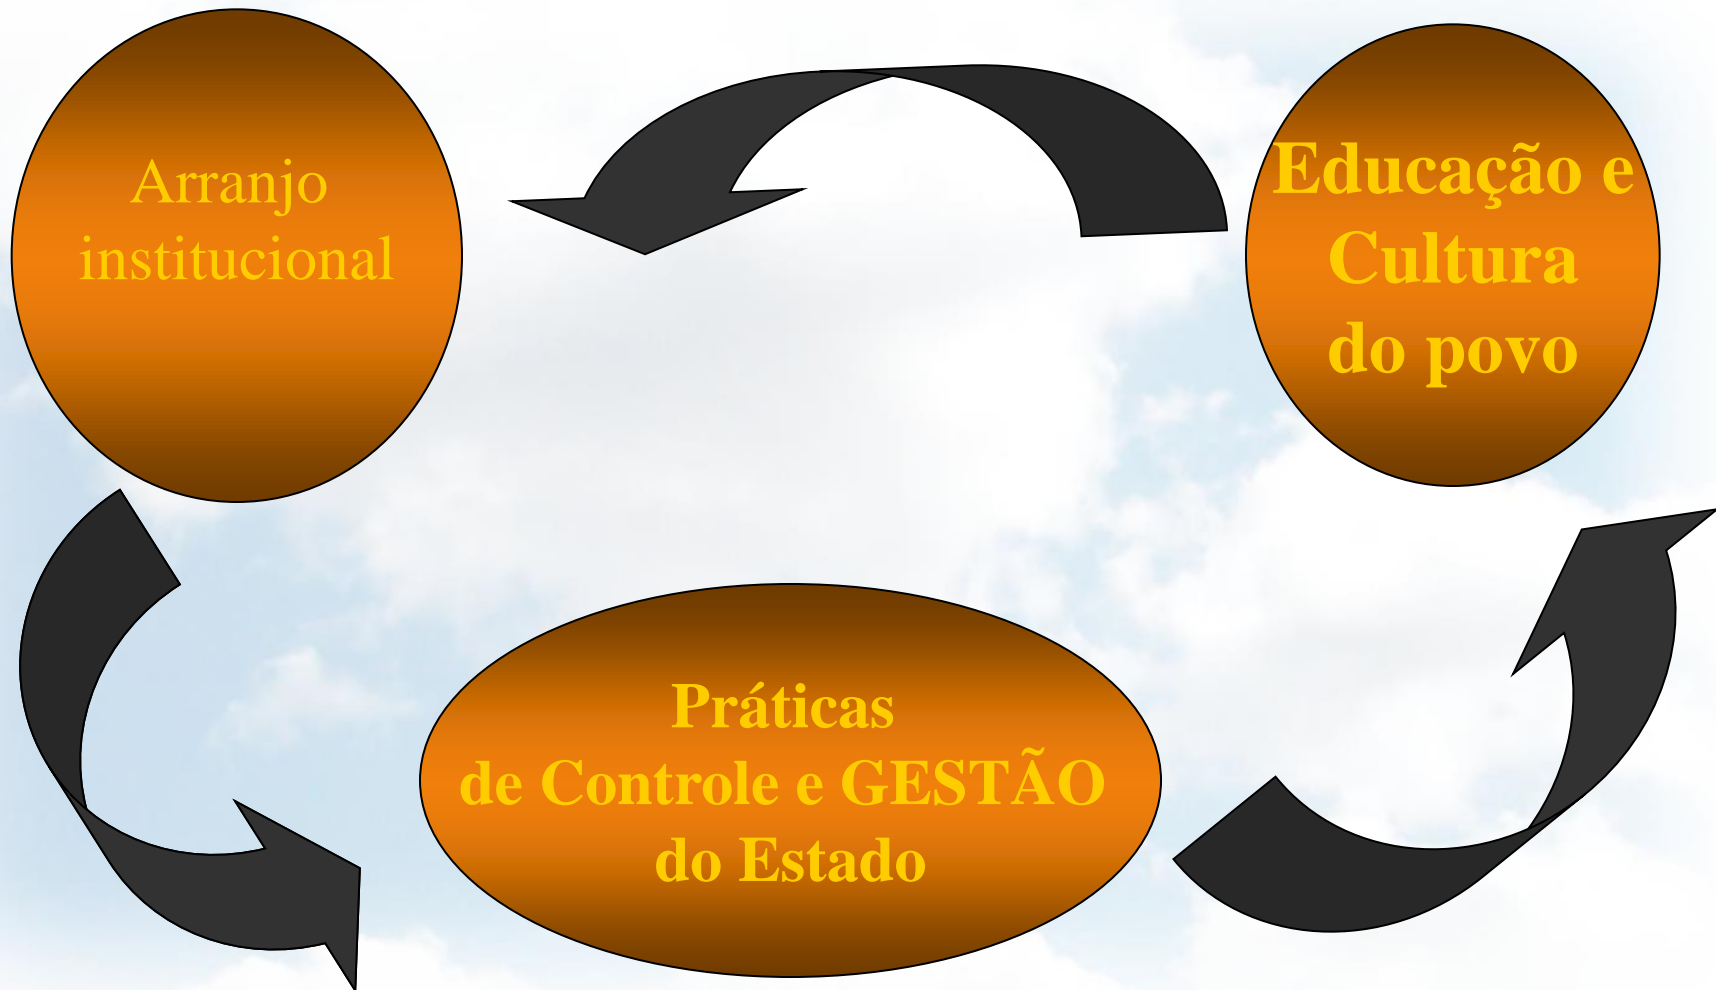 Arranjo
institucional
Educação e
Cultura
do povo
Práticas
de Controle e GESTÃO
do Estado